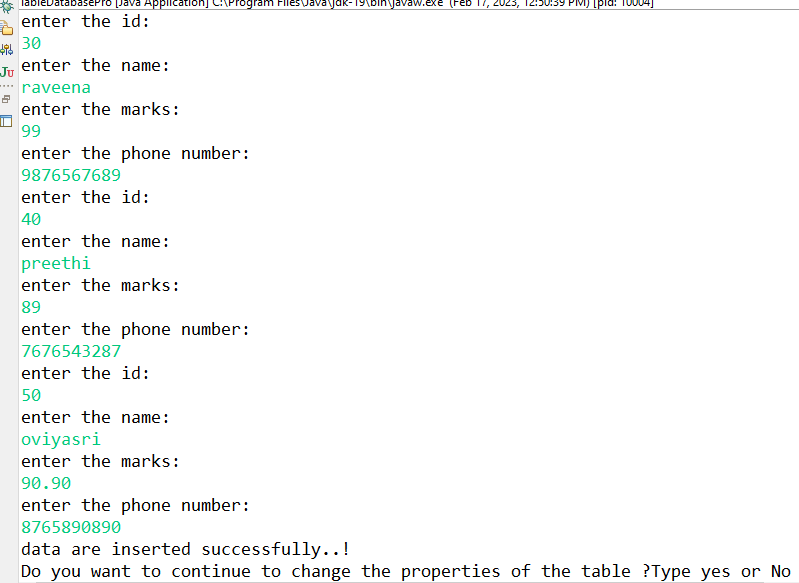 TableDatabasePro [Java Application] C:\Program Files\Java\jdk-19\bin\javaw.exe (Feb 17, 2023, 12:50:39 PM) [pid: 10004]
enter the id:
30
enter the name:
raveena
enter the marks:
99
enter the phone number:
9876567689
enter the id:
40
enter the name:
preethi
enter the marks:
89
enter the phone number:
7676543287
enter the id:
50
enter the name:
oviyasri
enter the marks:
90.90
enter the phone number:
8765890890
data are inserted successfully..!
Do you want to continue to change the properties of the table ?Type yes or No
Ju